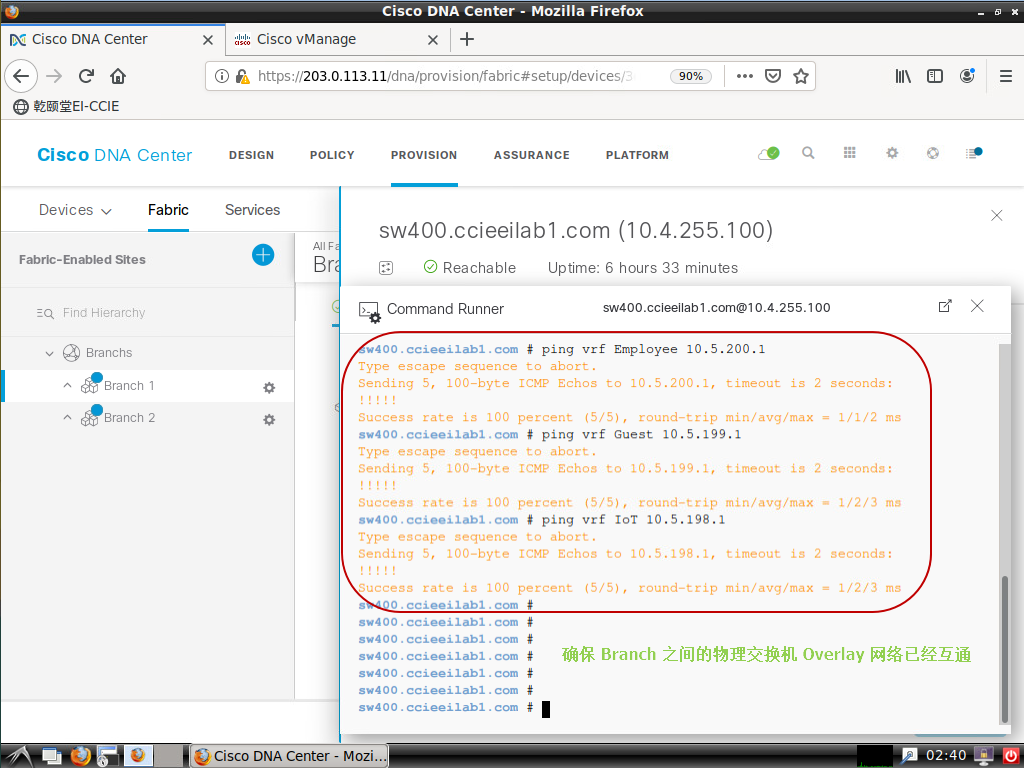 Cisco DNA Center - Mozilla Firefox
Cisco DNA Center
Cisco vManage
https://203.0.113.11/dna/provision/fabric#setup/devices/3
90%
乾颐堂EI-CCIE
Cisco DNA Center DESIGN POLICY PROVISION ASSURANCE PLATFORM
Devices Fabric Services
Fabric-Enabled Sites
Find Hierarchy
Branchs
Branch 1
Branch 2
All Fa
Bra
sw400.ccieeilab1.com (10.4.255.100)
Reachable Uptime: 6 hours 33 minutes
Command Runner sw400.ccieeilab1.com@10.4.255.100
sw400.ccieeilab1.com # ping vrf Employee 10.5.200.1
Type escape sequence to abort.
Sending 5, 100-byte ICMP Echos to 10.5.200.1, timeout is 2 seconds:
!!!!!
Success rate is 100 percent (5/5), round-trip min/avg/max = 1/1/2 ms
sw400.ccieeilab1.com # ping vrf Guest 10.5.199.1
Type escape sequence to abort.
Sending 5, 100-byte ICMP Echos to 10.5.199.1, timeout is 2 seconds:
!!!!!
Success rate is 100 percent (5/5), round-trip min/avg/max = 1/2/3 ms
sw400.ccieeilab1.com # ping vrf IoT 10.5.198.1
Type escape sequence to abort.
Sending 5, 100-byte ICMP Echos to 10.5.198.1, timeout is 2 seconds:
!!!!!
Success rate is 100 percent (5/5), round-trip min/avg/max = 1/2/3 ms
sw400.ccieeilab1.com #
sw400.ccieeilab1.com #
sw400.ccieeilab1.com #
sw400.ccieeilab1.com #
sw400.ccieeilab1.com #
sw400.ccieeilab1.com #
sw400.ccieeilab1.com #
确保 Branch 之间的物理交换机 Overlay 网络已经互通
Cisco DNA Center - Mozi...
02:40